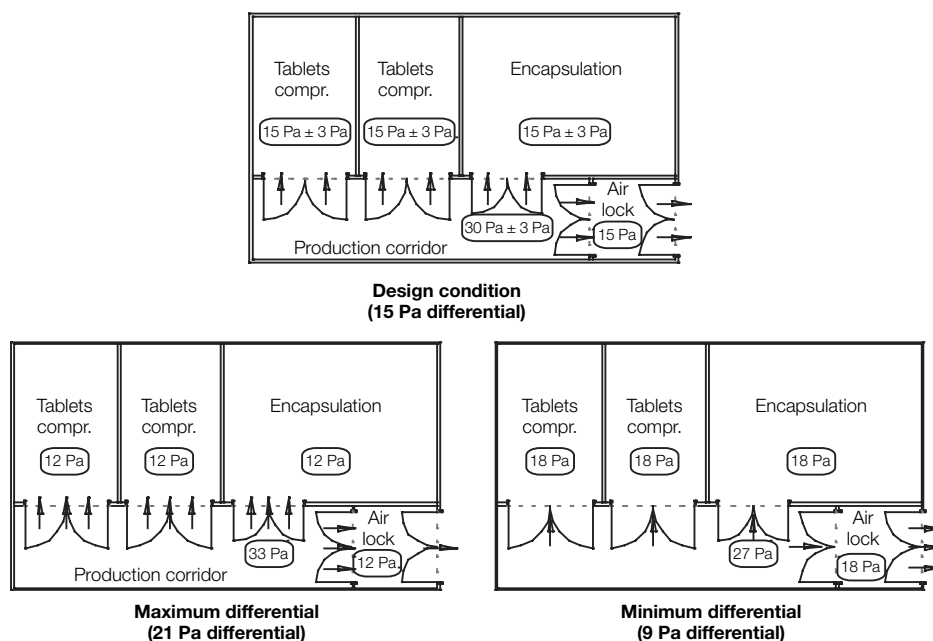 Tablets
compr.
Tablets
compr.
Encapsulation
15 Pa ± 3 Pa
15 Pa ± 3 Pa
15 Pa ± 3 Pa
Air
lock
30 Pa ± 3 Pa
15 Pa
Production corridor
Design condition
(15 Pa differential)
Tablets
compr.
Tablets
compr.
Encapsulation
12 Pa
12 Pa
12 Pa
Air
lock
33 Pa
12 Pa
Production corridor
Maximum differential
(21 Pa differential)
Tablets
compr.
Tablets
compr.
Encapsulation
18 Pa
18 Pa
18 Pa
Air
lock
27 Pa
18 Pa
Minimum differential
(9 Pa differential)